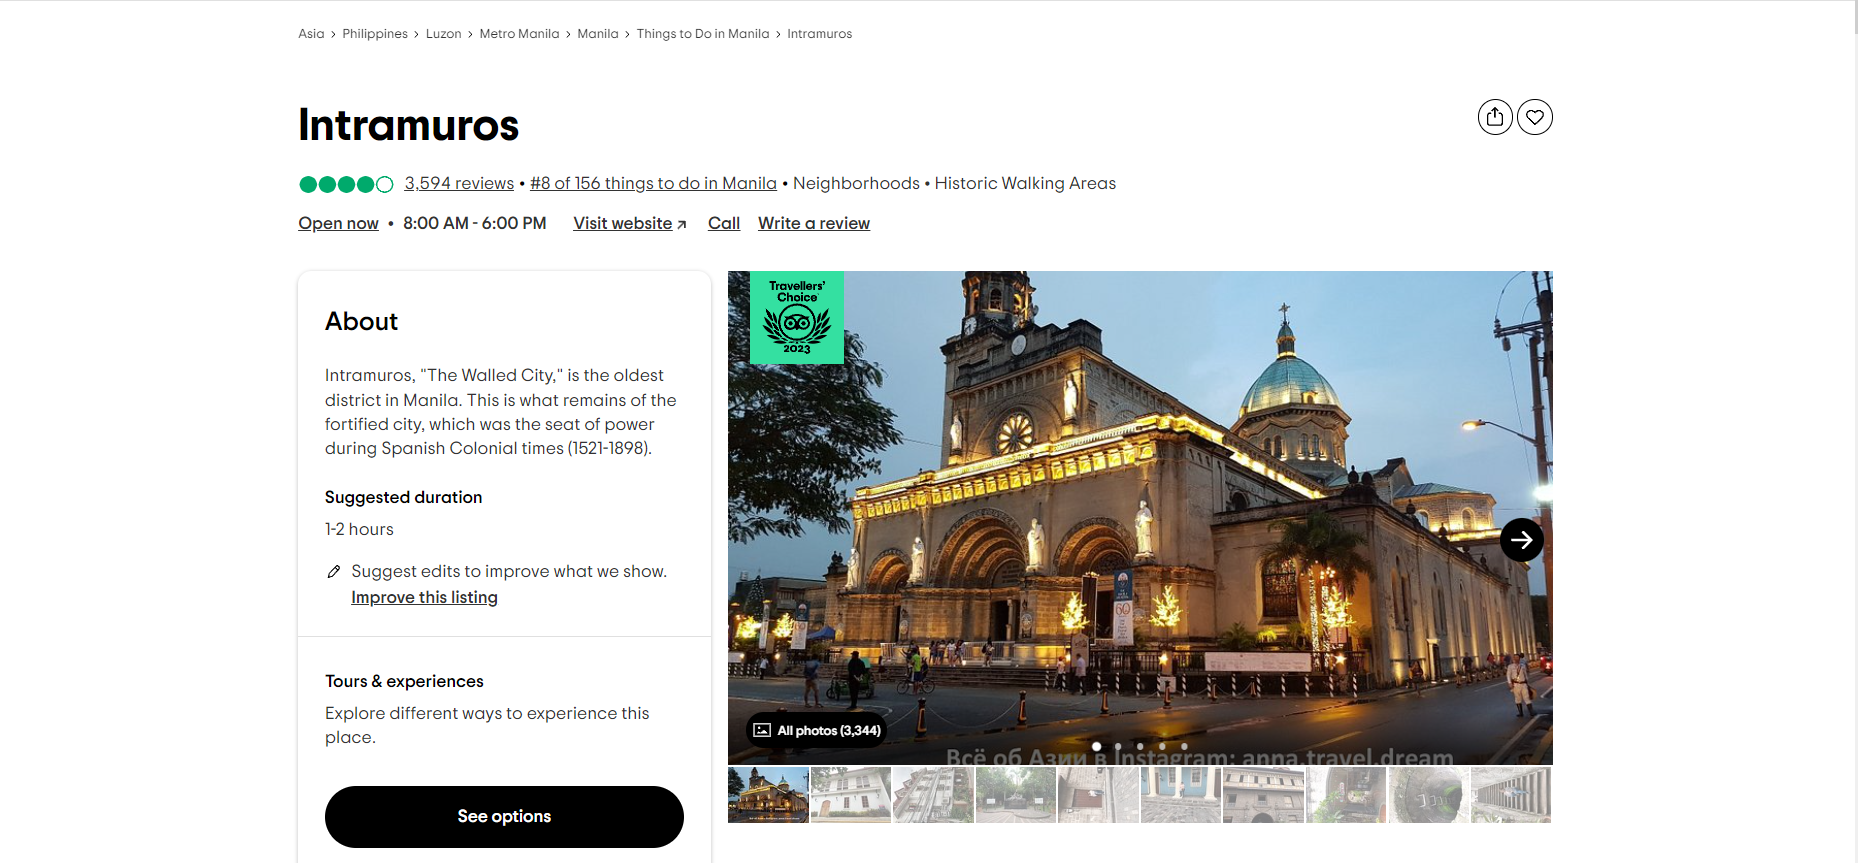 Asia › Philippines › Luzon › Metro Manila › Manila › Things to Do in Manila › Intramuros
Intramuros
3,594 reviews • #8 of 156 things to do in Manila • Neighborhoods • Historic Walking Areas
Open now • 8:00 AM - 6:00 PM Visit website Call Write a review
About
Intramuros, "The Walled City," is the oldest
district in Manila. This is what remains of the
fortified city, which was the seat of power
during Spanish Colonial times (1521-1898).
Suggested duration
1-2 hours
Suggest edits to improve what we show.
Improve this listing
Tours & experiences
Explore different ways to experience this
place.
See options
Travellers'
Choice
2023
60
All photos (3,344)
Всё об Азии в Instagram: anna.travel.dream